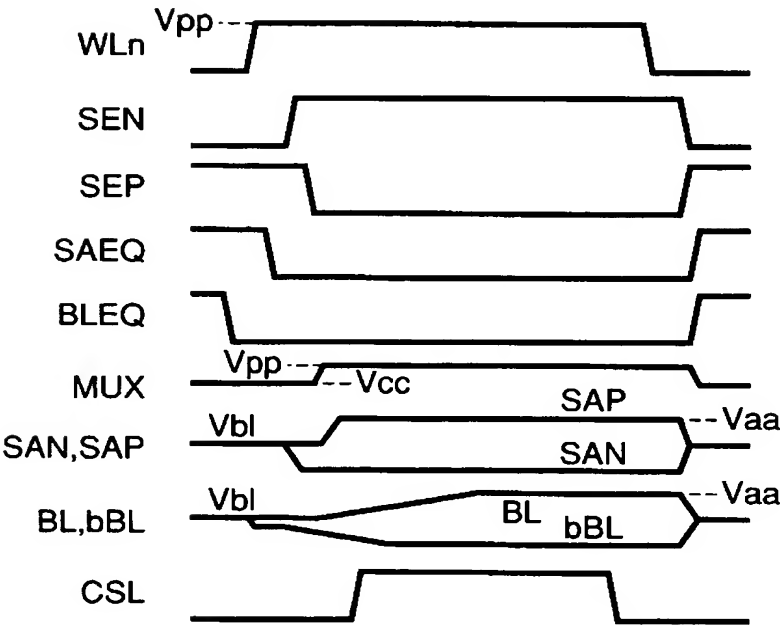 Vpp
WLn
SEN
SEP
SAEQ
BLEQ
Vpp
Vcc
MUX
SAP
Vbl
Vaa
SAN,SAP
SAN
Vbl
Vaa
BL
BL,bBL
bBL
CSL